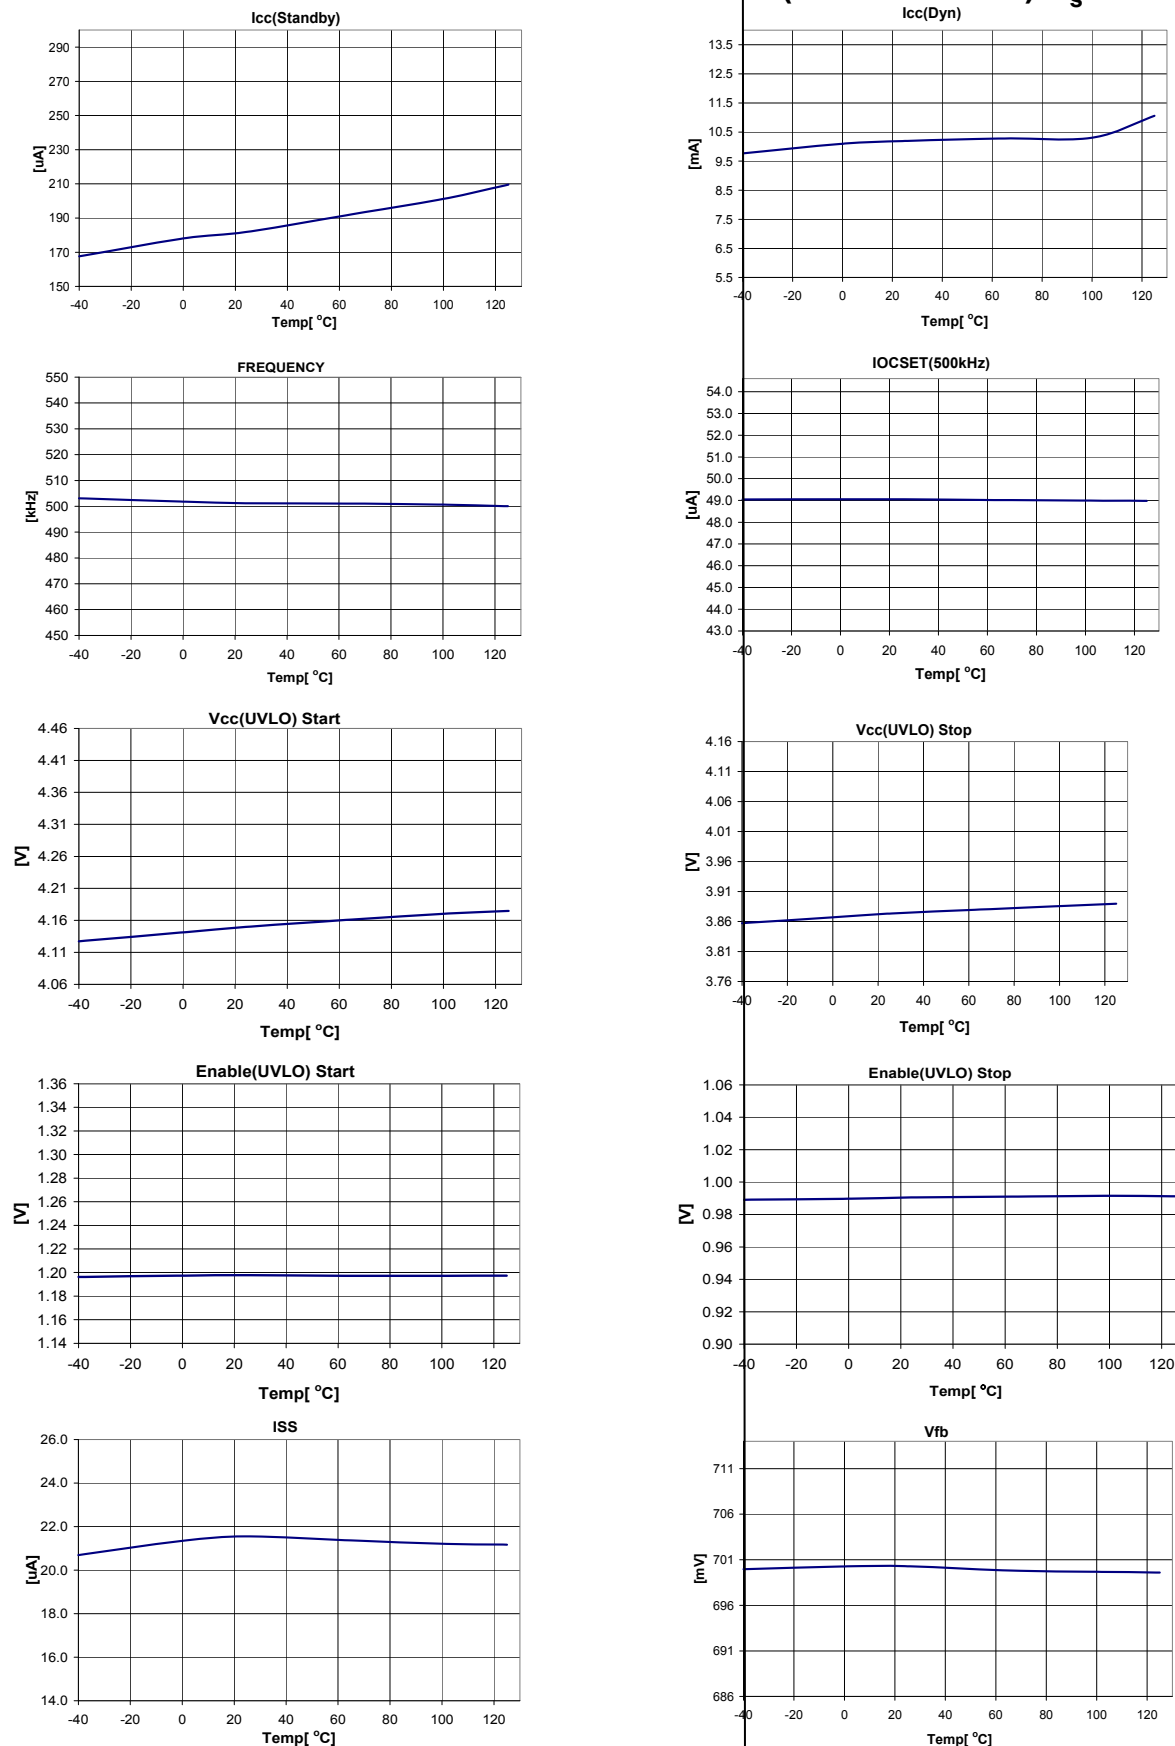 Icc(Standby)
290
270
250
230
210
190
170
150
[uA]
-40 -20 0 20 40 60 80 100 120
Temp[ °C]
Icc(Dyn)
13.5
12.5
11.5
10.5
9.5
8.5
7.5
6.5
5.5
[mA]
-40 -20 0 20 40 60 80 100 120
Temp[ °C]
FREQUENCY
550
540
530
520
510
500
490
480
470
460
450
[kHz]
-40 -20 0 20 40 60 80 100 120
Temp[ °C]
IOCSET(500kHz)
54.0
53.0
52.0
51.0
50.0
49.0
48.0
47.0
46.0
45.0
44.0
43.0
[uA]
-40 -20 0 20 40 60 80 100 120
Temp[ °C]
Vcc(UVLO) Start
4.46
4.41
4.36
4.31
4.26
4.21
4.16
4.11
4.06
[V]
-40 -20 0 20 40 60 80 100 120
Temp[ °C]
Vcc(UVLO) Stop
4.16
4.11
4.06
4.01
3.96
3.91
3.86
3.81
3.76
[V]
-40 -20 0 20 40 60 80 100 120
Temp[ °C]
Enable(UVLO) Start
1.36
1.34
1.32
1.30
1.28
1.26
1.24
1.22
1.20
1.18
1.16
1.14
[V]
-40 -20 0 20 40 60 80 100 120
Temp[ °C]
Enable(UVLO) Stop
1.06
1.04
1.02
1.00
0.98
0.96
0.94
0.92
0.90
[V]
-40 -20 0 20 40 60 80 100 120
Temp[ °C]
ISS
26.0
24.0
22.0
20.0
18.0
16.0
14.0
[uA]
-40 -20 0 20 40 60 80 100 120
Temp[ °C]
Vfb
711
706
701
696
691
686
[mV]
-40 -20 0 20 40 60 80 100 120
Temp[ °C]